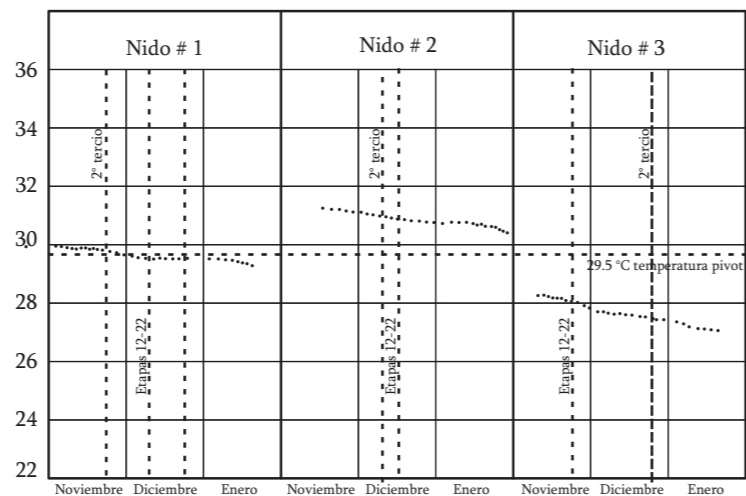 Nido # 1
Nido # 2
Nido # 3
36
34
32
30
28
26
24
22
2° tercio
2° tercio
2° tercio
29.5 °C temperatura pivot
Etapas 12-22
Etapas 12-22
Etapas 12-22
Noviembre Diciembre Enero Noviembre Diciembre Enero Noviembre Diciembre Enero